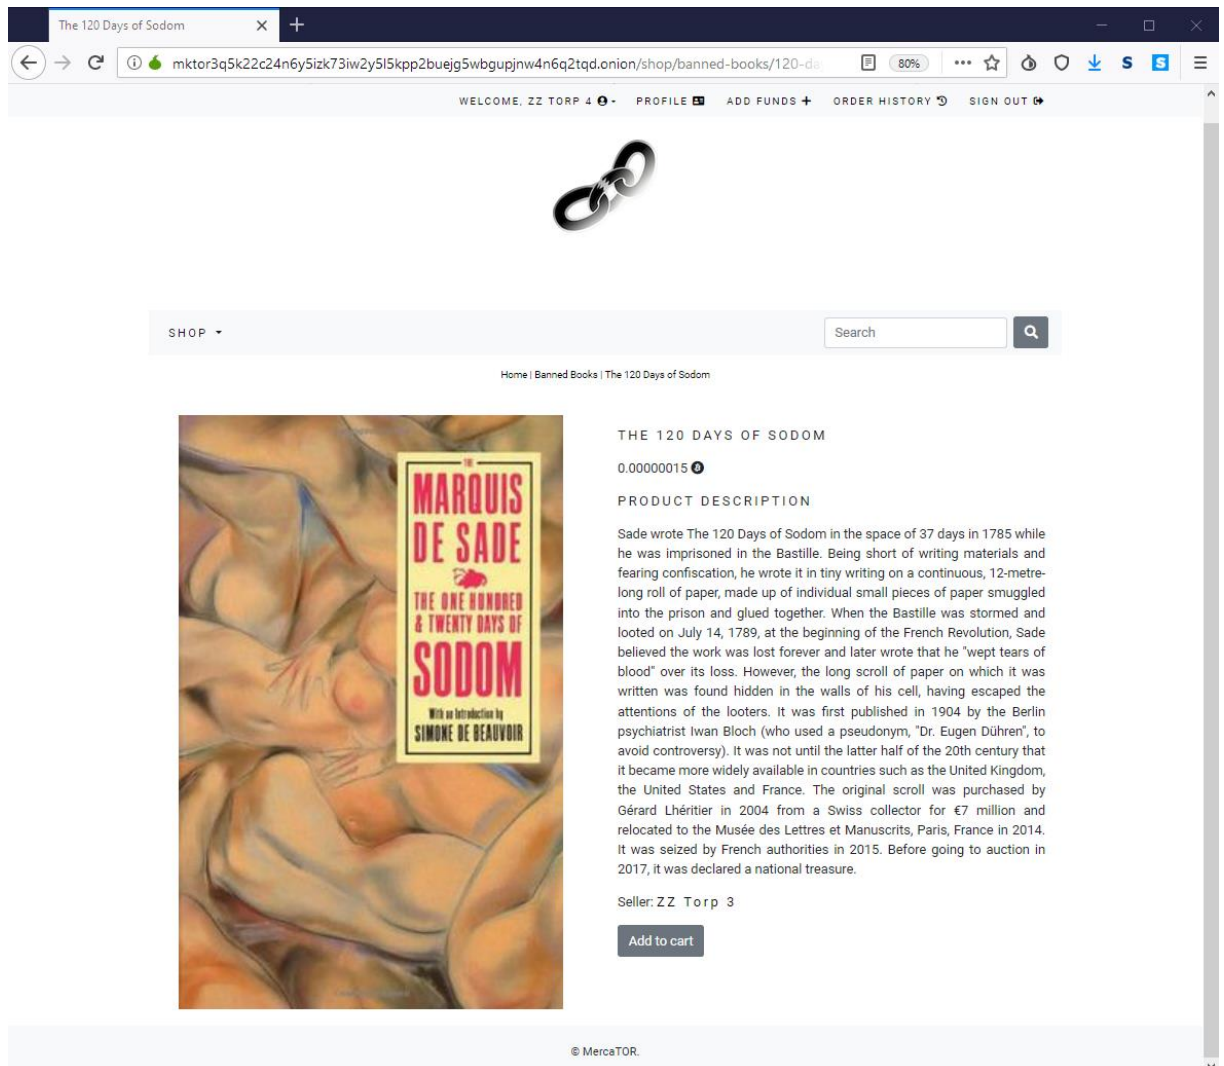 The 120 Days of Sodom
mktor3q5k22c24n6y5izk73iw2y5l5kpp2buejg5wbgupjnw4n6q2tqd.onion/shop/banned-books/120-da
80%
WELCOME, ZZ TORP 4
PROFILE
ADD FUNDS
ORDER HISTORY
SIGN OUT
SHOP
Search
Home | Banned Books | The 120 Days of Sodom
THE
MARQUIS
DE SADE
THE ONE HUNDRED
& TWENTY DAYS OF
SODOM
With an Introduction by
SIMONE DE BEAUVOIR
THE 120 DAYS OF SODOM
0.00000015
PRODUCT DESCRIPTION
Sade wrote The 120 Days of Sodom in the space of 37 days in 1785 while
he was imprisoned in the Bastille. Being short of writing materials and
fearing confiscation, he wrote it in tiny writing on a continuous, 12-metre-
long roll of paper, made up of individual small pieces of paper smuggled
into the prison and glued together. When the Bastille was stormed and
looted on July 14, 1789, at the beginning of the French Revolution, Sade
believed the work was lost forever and later wrote that he "wept tears of
blood" over its loss. However, the long scroll of paper on which it was
written was found hidden in the walls of his cell, having escaped the
attentions of the looters. It was first published in 1904 by the Berlin
psychiatrist Iwan Bloch (who used a pseudonym, "Dr. Eugen Dühren", to
avoid controversy). It was not until the latter half of the 20th century that
it became more widely available in countries such as the United Kingdom,
the United States and France. The original scroll was purchased by
Gérard Lhéritier in 2004 from a Swiss collector for €7 million and
relocated to the Musée des Lettres et Manuscrits, Paris, France in 2014.
It was seized by French authorities in 2015. Before going to auction in
2017, it was declared a national treasure.
Seller: ZZ Torp 3
Add to cart
© MercaTOR.